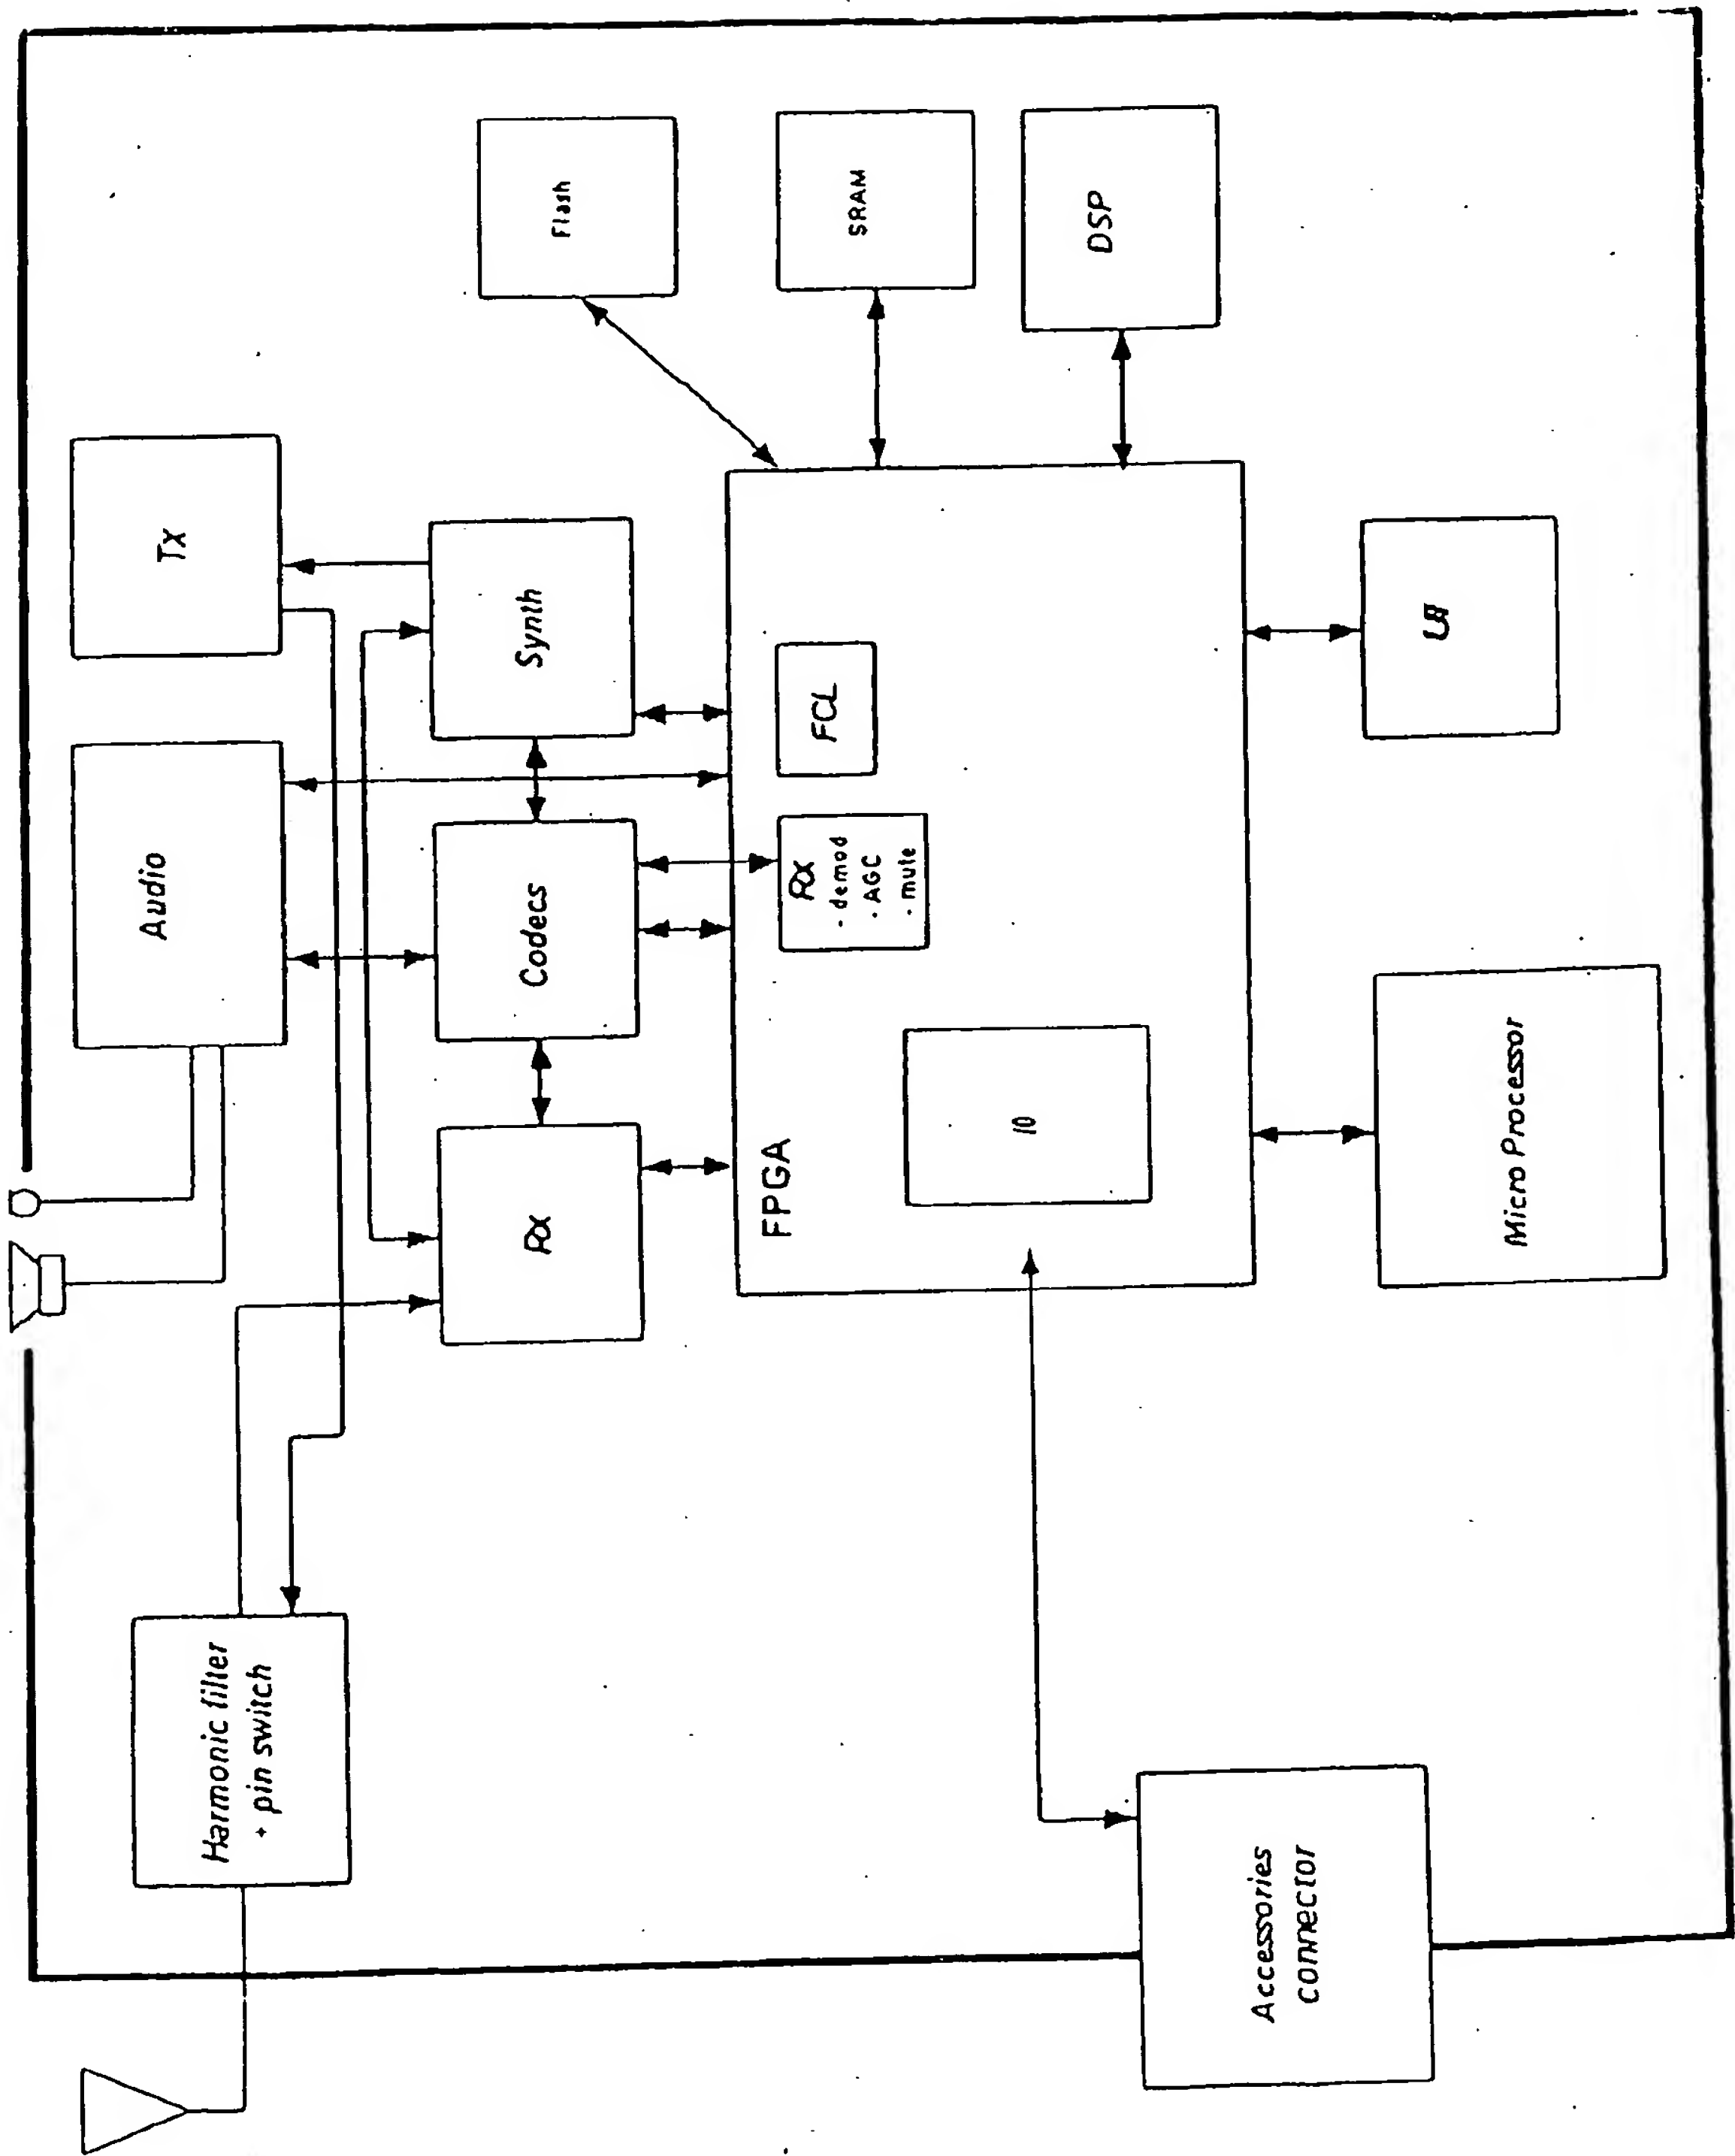 Harmonic filter
+ pin switch
Audio
Tx
Rx
Codecs
Synth
Flash
SRAM
DSP
FPGA
Rx
- demod
- AGC
- mute
FCL
IO
Accessories
connector
Micro Processor
UI